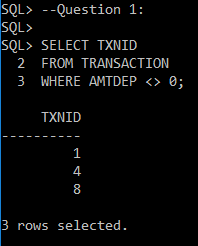 SQL> --Question 1:
SQL>
SQL> SELECT TXNID
  2  FROM TRANSACTION
  3  WHERE AMTDEP <> 0;

     TXNID
----------
         1
         4
         8

3 rows selected.